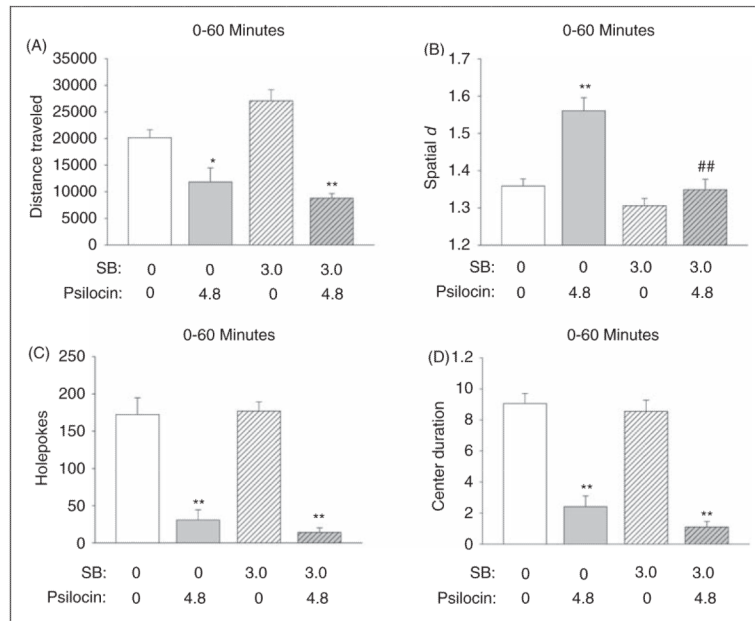 0-60 Minutes
(A)
35000
30000
25000
20000
15000
10000
5000
0
Distance traveled
*
**
SB: 0 0 3.0 3.0
Psilocin: 0 4.8 0 4.8
0-60 Minutes
(B)
1.7
1.6
1.5
1.4
1.3
1.2
Spatial d
**
##
0 0 3.0 3.0
0 4.8 0 4.8
0-60 Minutes
(C)
250
200
150
100
50
0
Holepokes
**
**
SB: 0 0 3.0 3.0
Psilocin: 0 4.8 0 4.8
0-60 Minutes
(D)
1.2
10
8
6
4
2
0
Center duration
**
**
SB: 0 0 3.0 3.0
Psilocin: 0 4.8 0 4.8